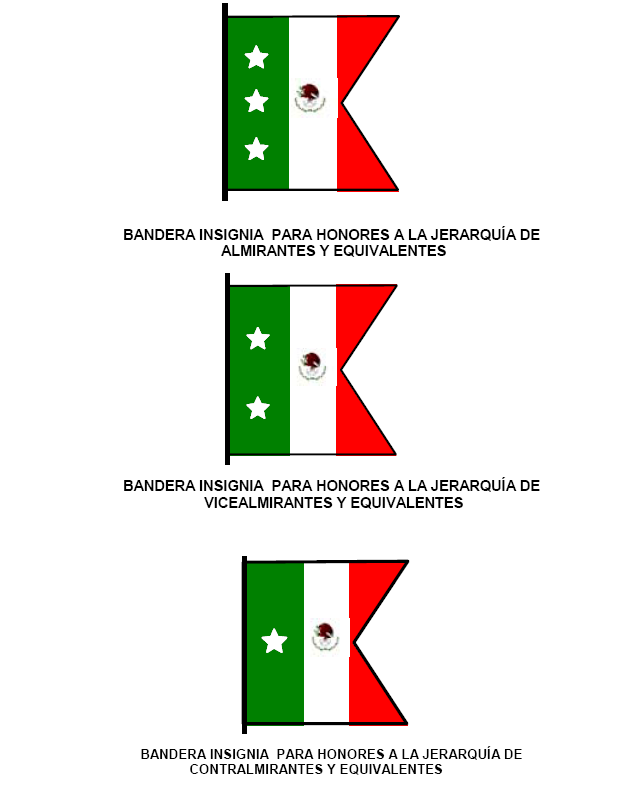 BANDERA INSIGNIA  PARA HONORES A LA JERARQUÍA DE
ALMIRANTES Y EQUIVALENTES
BANDERA INSIGNIA  PARA HONORES A LA JERARQUÍA DE
VICEALMIRANTES Y EQUIVALENTES
BANDERA INSIGNIA  PARA HONORES A LA JERARQUÍA DE
CONTRALMIRANTES Y EQUIVALENTES